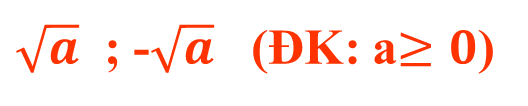 √a ; -√a (ĐK: a≥ 0)